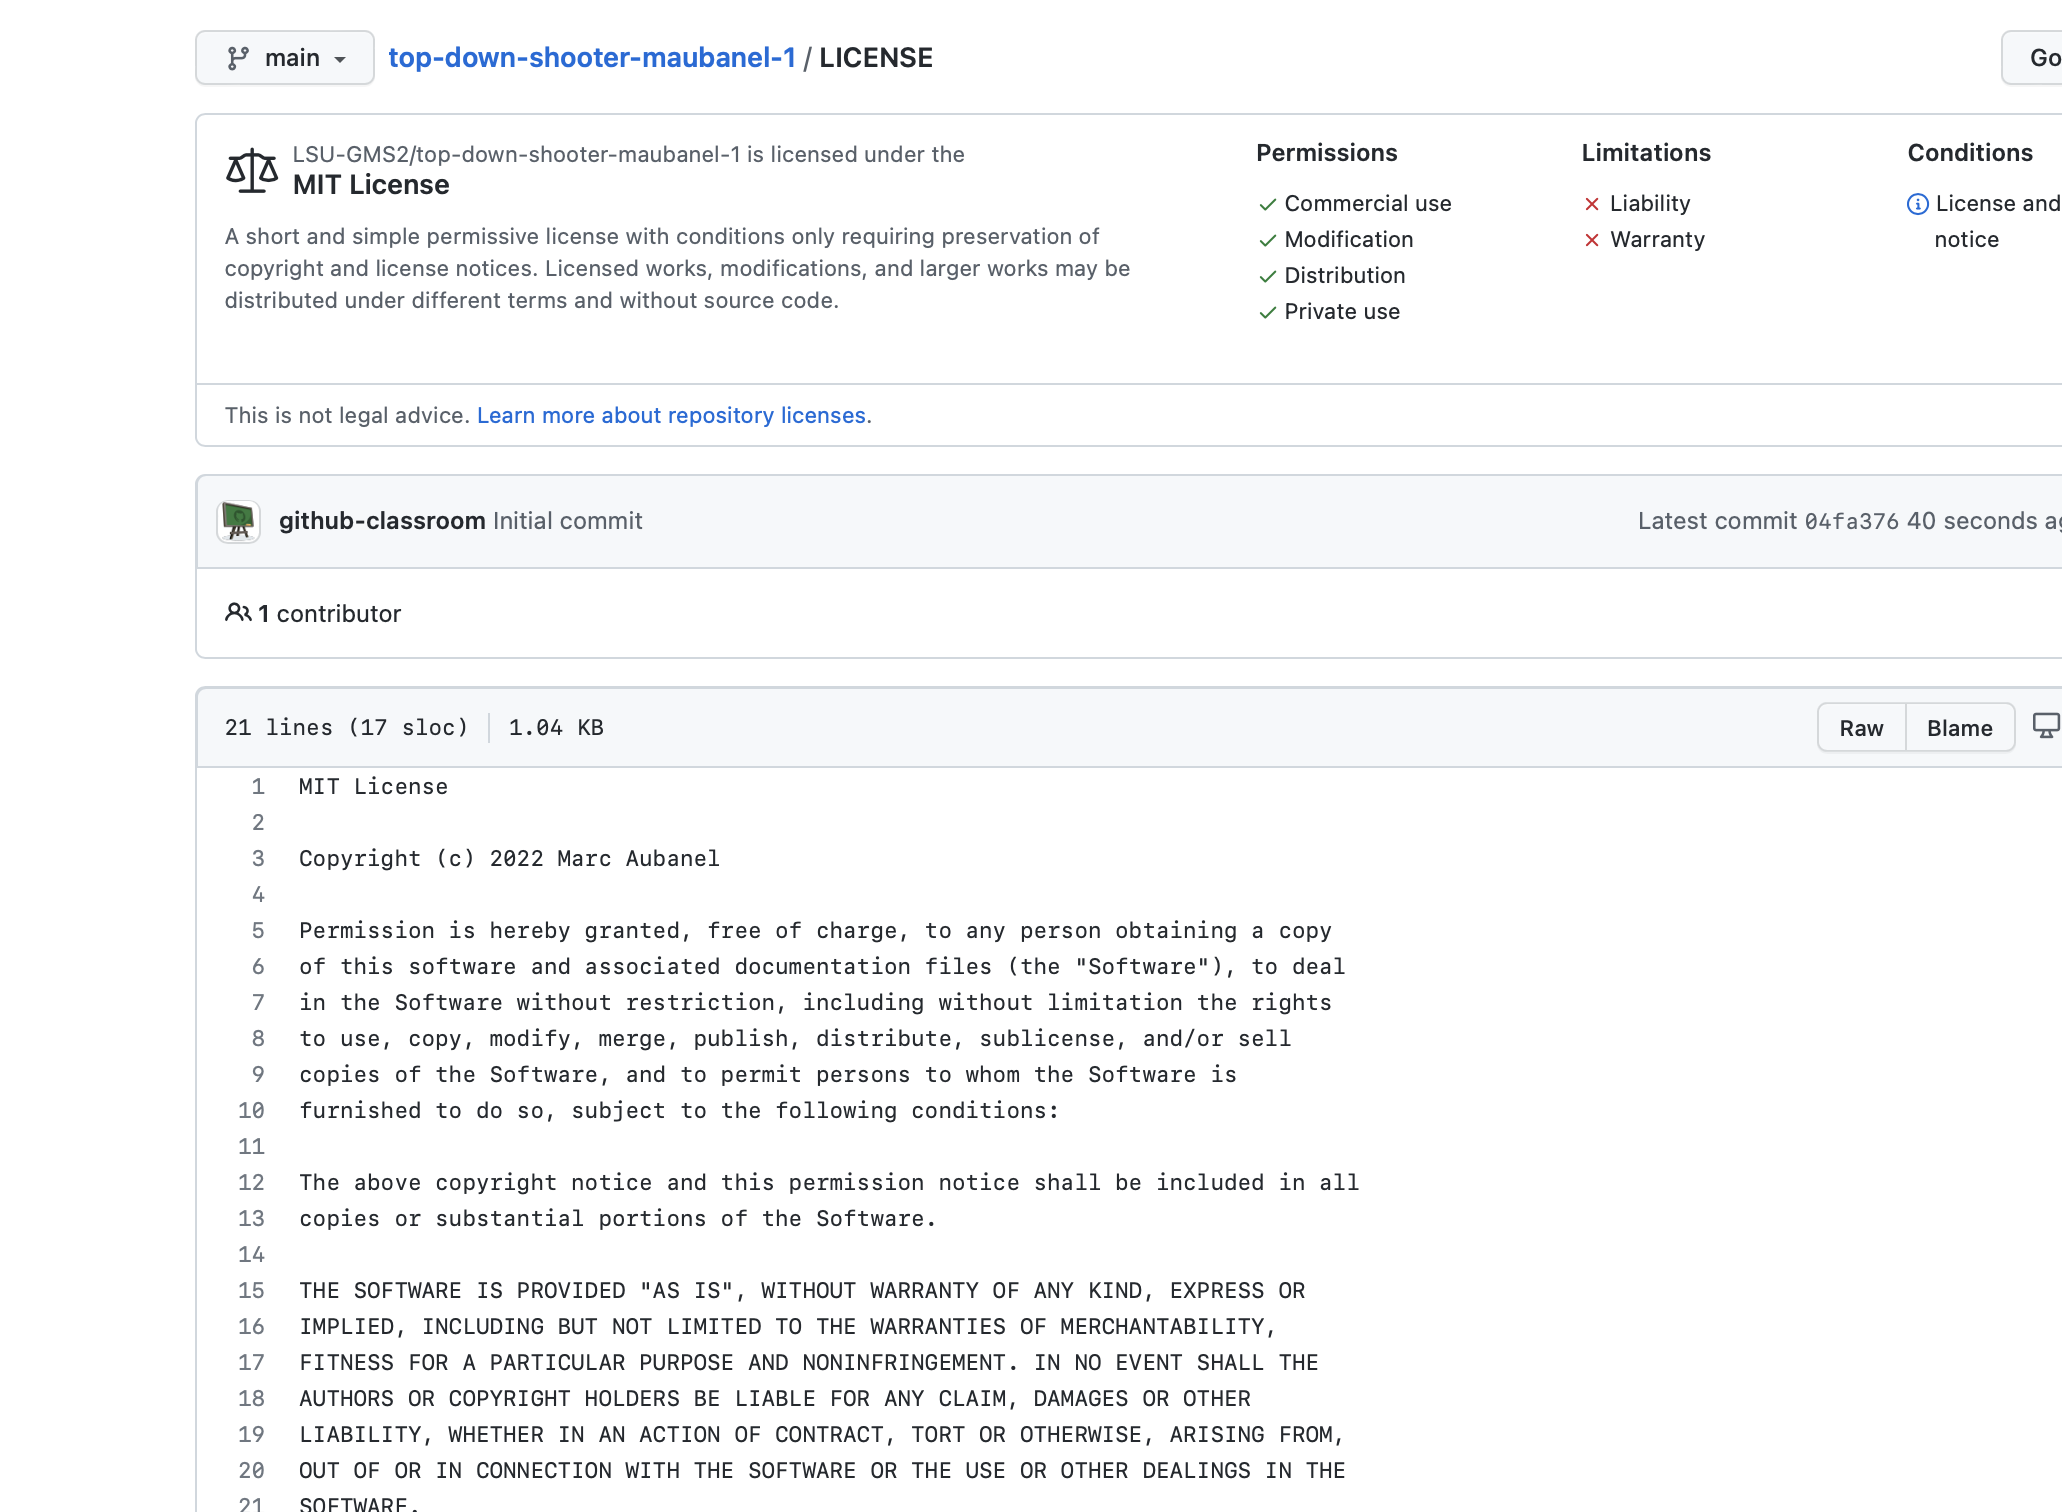 main
top-down-shooter-maubanel-1 / LICENSE
Go
LSU-GMS2/top-down-shooter-maubanel-1 is licensed under the
MIT License
A short and simple permissive license with conditions only requiring preservation of
copyright and license notices. Licensed works, modifications, and larger works may be
distributed under different terms and without source code.
Permissions
Commercial use
Modification
Distribution
Private use
Limitations
Liability
Warranty
Conditions
License and
notice
This is not legal advice. Learn more about repository licenses.
github-classroom Initial commit
Latest commit 04fa376 40 seconds ag
1 contributor
21 lines (17 sloc) 1.04 KB
Raw
Blame
1 MIT License
2
3 Copyright (c) 2022 Marc Aubanel
4
5 Permission is hereby granted, free of charge, to any person obtaining a copy
6 of this software and associated documentation files (the "Software"), to deal
7 in the Software without restriction, including without limitation the rights
8 to use, copy, modify, merge, publish, distribute, sublicense, and/or sell
9 copies of the Software, and to permit persons to whom the Software is
10 furnished to do so, subject to the following conditions:
11
12 The above copyright notice and this permission notice shall be included in all
13 copies or substantial portions of the Software.
14
15 THE SOFTWARE IS PROVIDED "AS IS", WITHOUT WARRANTY OF ANY KIND, EXPRESS OR
16 IMPLIED, INCLUDING BUT NOT LIMITED TO THE WARRANTIES OF MERCHANTABILITY,
17 FITNESS FOR A PARTICULAR PURPOSE AND NONINFRINGEMENT. IN NO EVENT SHALL THE
18 AUTHORS OR COPYRIGHT HOLDERS BE LIABLE FOR ANY CLAIM, DAMAGES OR OTHER
19 LIABILITY, WHETHER IN AN ACTION OF CONTRACT, TORT OR OTHERWISE, ARISING FROM,
20 OUT OF OR IN CONNECTION WITH THE SOFTWARE OR THE USE OR OTHER DEALINGS IN THE
21 SOFTWARE.